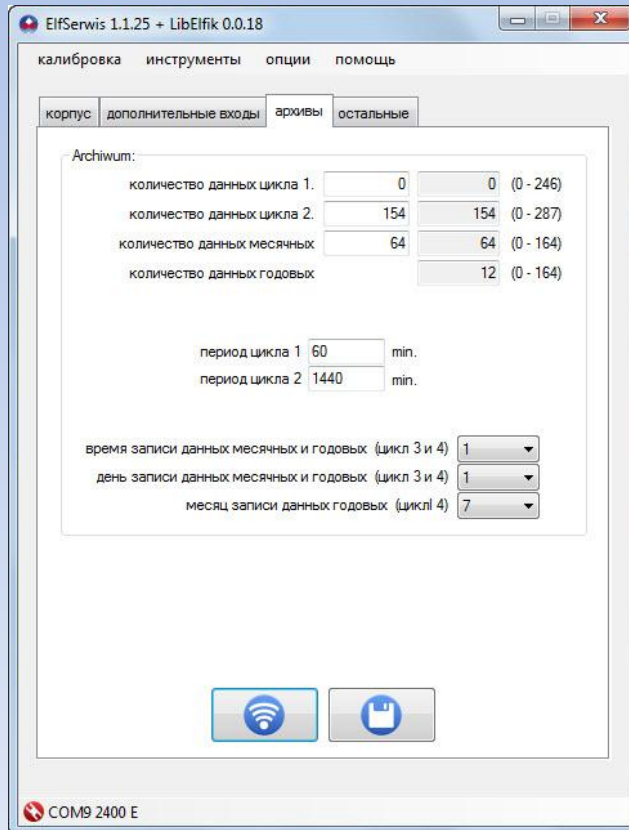 ElfSerwis 1.1.25 + LibElfik 0.0.18
калибровка инструменты опции помощь
корпус дополнительные входы архивы остальные
Archiwum:
количество данных цикла 1. 0 0 (0 - 246)
количество данных цикла 2. 154 154 (0 - 287)
количество данных месячных 64 64 (0 - 164)
количество данных годовых 12 (0 - 164)
период цикла 1 60 min.
период цикла 2 1440 min.
время записи данных месячных и годовых (цикл 3 и 4) 1
день записи данных месячных и годовых (цикл 3 и 4) 1
месяц записи данных годовых (циклl 4) 7
COM9 2400 E